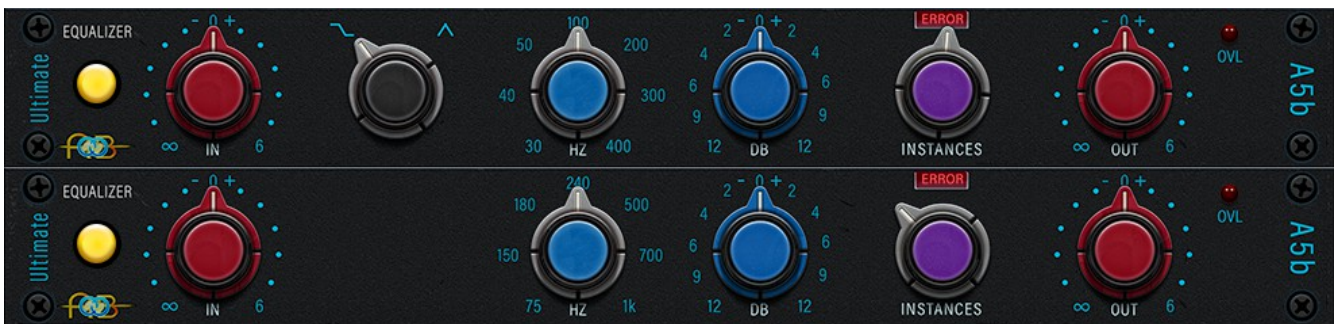 EQUALIZER
Ultimate
- 0 +
∞ IN 6
30 40 50 100 200 300 400
HZ
12 9 6 4 2 - 0 + 2 4 6 9 12
DB
ERROR
INSTANCES
- 0 +
∞ OUT 6
OVL
A5b
EQUALIZER
Ultimate
- 0 +
∞ IN 6
75 150 180 240 500 700 1k
HZ
12 9 6 4 2 - 0 + 2 4 6 9 12
DB
ERROR
INSTANCES
- 0 +
∞ OUT 6
OVL
A5b